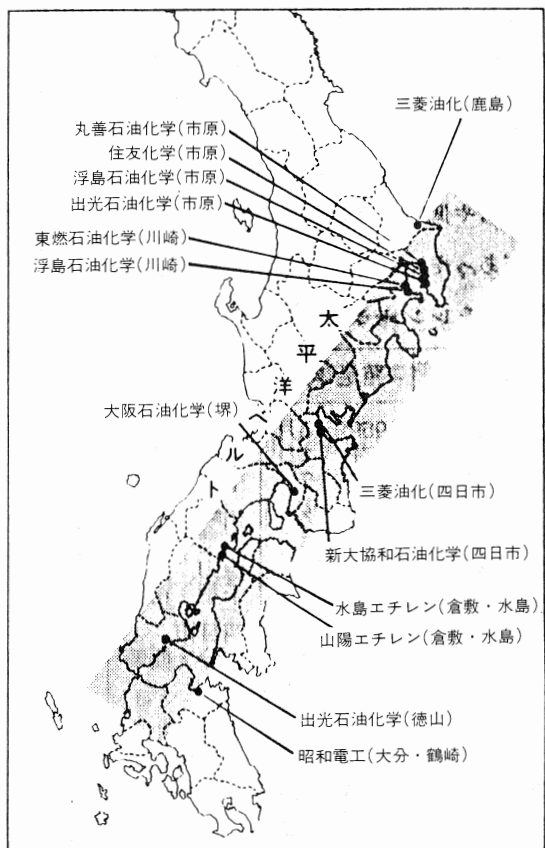 三菱油化(鹿島)
丸善石油化学(市原)
住友化学(市原)
浮島石油化学(市原)
出光石油化学(市原)
東燃石油化学(川崎)
浮島石油化学(川崎)
太平洋ベルト
大阪石油化学(堺)
三菱油化(四日市)
新大協和石油化学(四日市)
水島エチレン(倉敷・水島)
山陽エチレン(倉敷・水島)
出光石油化学(徳山)
昭和電工(大分・鶴崎)